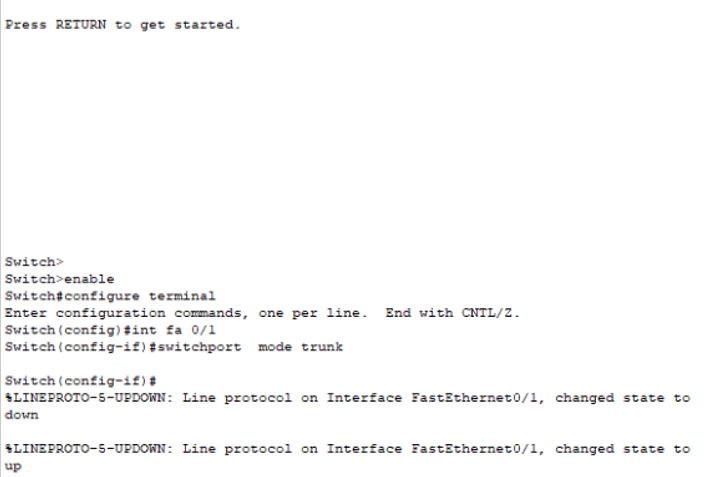 Press RETURN to get started.
Switch>
Switch>enable
Switch#configure terminal
Enter configuration commands, one per line.  End with CNTL/Z.
Switch(config)#int fa 0/1
Switch(config-if)#switchport  mode trunk
Switch(config-if)#
%LINEPROTO-5-UPDOWN: Line protocol on Interface FastEthernet0/1, changed state to
down
%LINEPROTO-5-UPDOWN: Line protocol on Interface FastEthernet0/1, changed state to
up